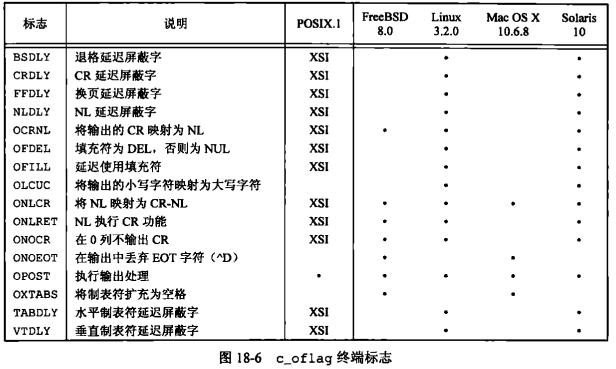 标志 说明 POSIX.1 FreeBSD 8.0 Linux 3.2.0 Mac OS X 10.6.8 Solaris 10
BSDLY 退格延迟屏蔽字 XSI • •
CRDLY CR 延迟屏蔽字 XSI • •
FFDLY 换页延迟屏蔽字 XSI • •
NLDLY NL 延迟屏蔽字 XSI • •
OCRNL 将输出的 CR 映射为 NL XSI • • •
OFDEL 填充符为 DEL，否则为 NUL XSI • •
OFILL 延迟使用填充符 XSI • •
OLCUC 将输出的小写字符映射为大写字符 • •
ONLCR 将 NL 映射为 CR-NL XSI • • • •
ONLRET NL 执行 CR 功能 XSI • • •
ONOCR 在 0 列不输出 CR XSI • • •
ONOEOT 在输出中丢弃 EOT 字符（^D） • •
OPOST 执行输出处理 • • • • •
OXTABS 将制表符扩充为空格 • •
TABDLY 水平制表符延迟屏蔽字 XSI • •
VTDLY 垂直制表符延迟屏蔽字 XSI • •
图 18-6 c_oflag 终端标志